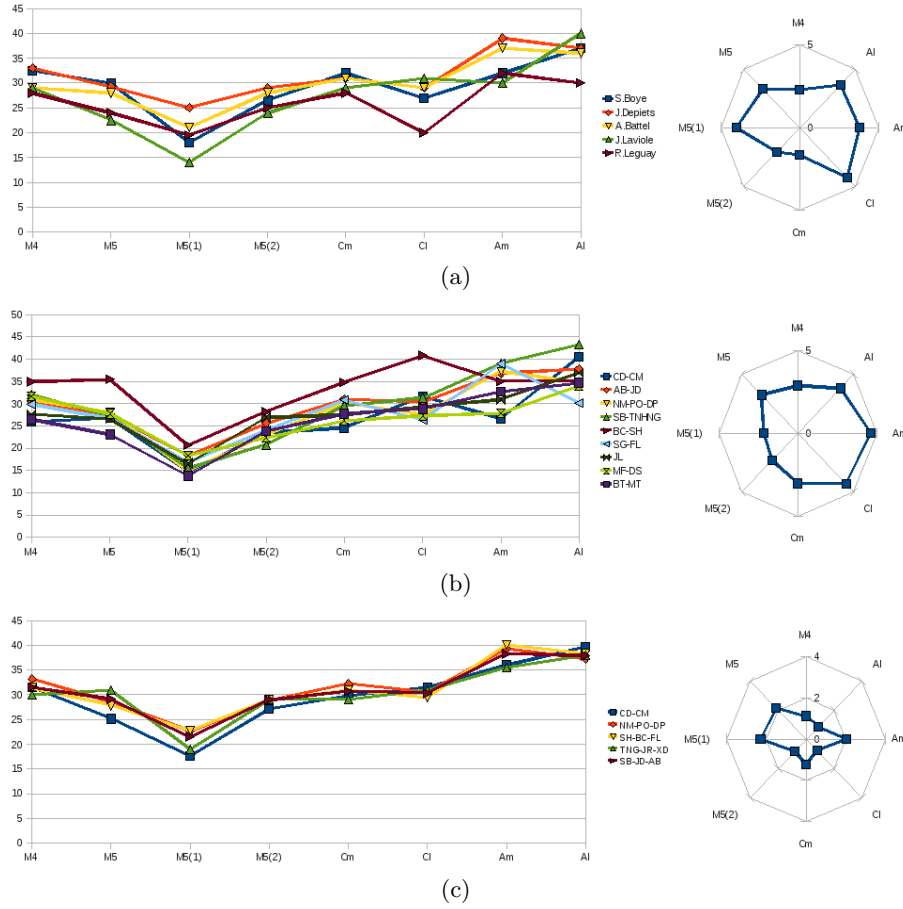 45
40
35
30
25
20
15
10
5
0
M4
M5
M5(1)
M5(2)
Cm
Cl
Am
Al
S.Boye
J.Depiets
A.Battel
J.Laviole
R.Leguay
M4
5
M5
Al
M5(1)
0
Am
M5(2)
Cl
Cm
(a)
50
45
40
35
30
25
20
15
10
5
0
M4
M5
M5(1)
M5(2)
Cm
Cl
Am
Al
CD-CM
AB-JD
NM-PO-DP
SB-TNHNG
BC-SH
SG-FL
JL
MF-DS
BT-MT
M4
5
M5
Al
M5(1)
0
Am
M5(2)
Cl
Cm
(b)
45
40
35
30
25
20
15
10
5
0
M4
M5
M5(1)
M5(2)
Cm
Cl
Am
Al
CD-CM
NM-PO-DP
SH-BC-FL
TNG-JR-XD
SB-JD-AB
M4
4
M5
Al
2
M5(1)
0
Am
M5(2)
Cl
Cm
(c)